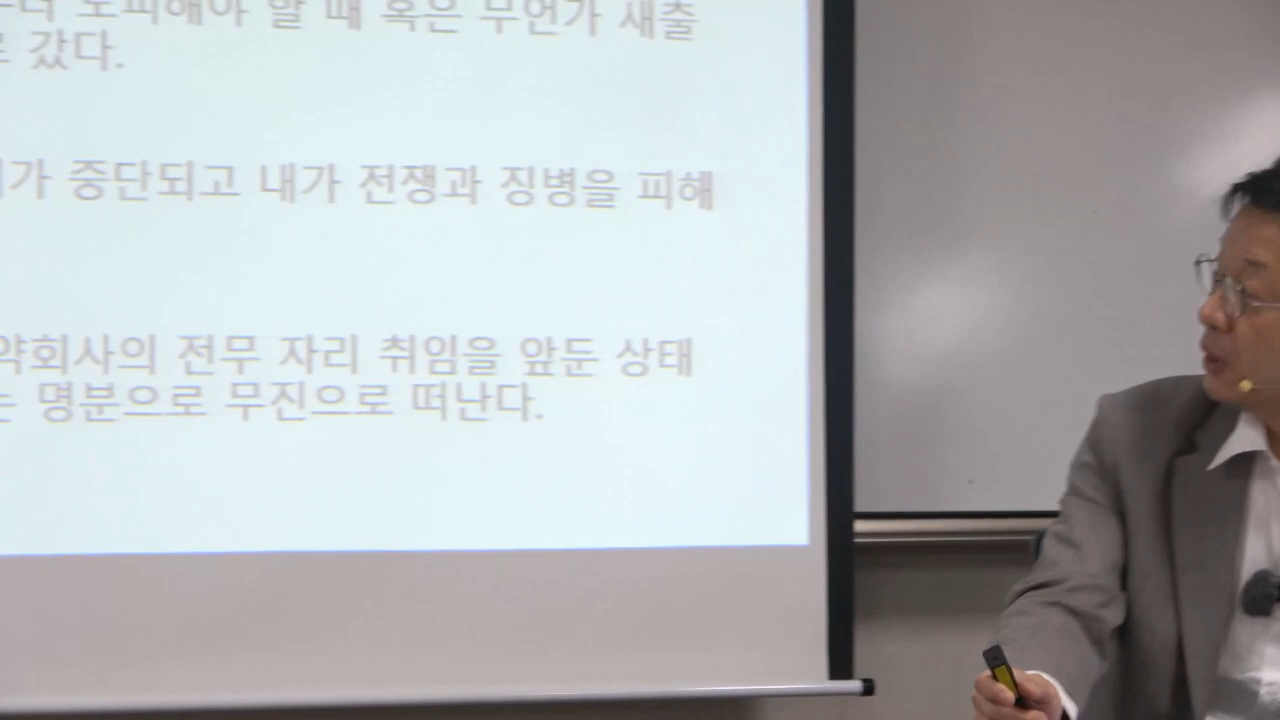 도피해야 할 때 혹은 무언가 새출
갔다.
가 중단되고 내가 전쟁과 징병을 피해
약회사의 전무 자리 취임을 앞둔 상태
는 명분으로 무진으로 떠난다.